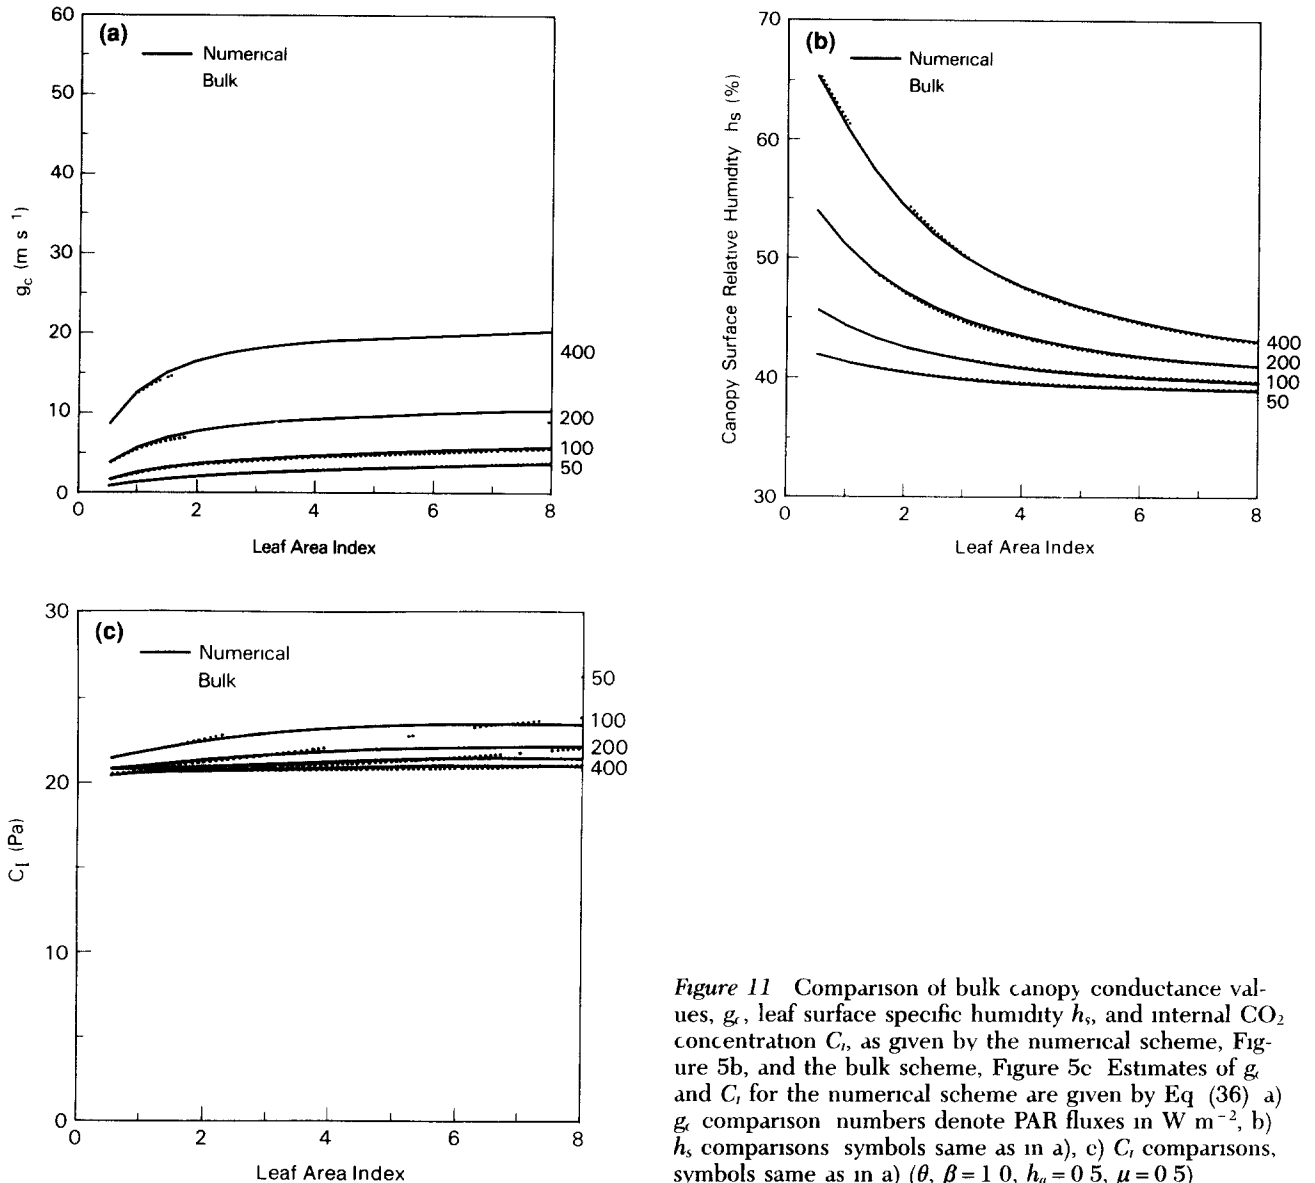 (a)
Numerical
Bulk
60
50
40
30
20
10
0
g_c (m s⁻¹)
400
200
100
50
0 2 4 6 8
Leaf Area Index
(b)
Numerical
Bulk
70
60
50
40
30
Canopy Surface Relative Humidity h_s (%)
400
200
100
50
0 2 4 6 8
Leaf Area Index
(c)
Numerical
Bulk
30
20
10
0
C_I (Pa)
50
100
200
400
0 2 4 6 8
Leaf Area Index
Figure 11 Comparison of bulk canopy conductance val-
ues, g_c, leaf surface specific humidity h_s, and internal CO₂
concentration C_i, as given by the numerical scheme, Fig-
ure 5b, and the bulk scheme, Figure 5c Estimates of g_c
and C_i for the numerical scheme are given by Eq (36) a)
g_c comparison numbers denote PAR fluxes in W m⁻², b)
h_s comparisons symbols same as in a), c) C_i comparisons,
symbols same as in a) (θ, β = 1 0, h_a = 0 5, μ = 0 5)